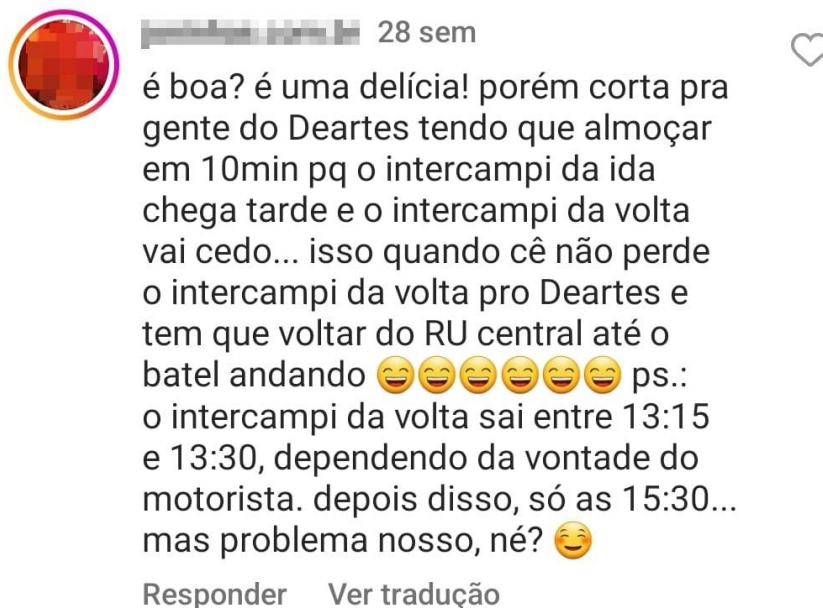 28 sem
é boa? é uma delícia! porém corta pra
gente do Deartes tendo que almoçar
em 10min pq o intercampi da ida
chega tarde e o intercampi da volta
vai cedo... isso quando cê não perde
o intercampi da volta pro Deartes e
tem que voltar do RU central até o
batel andando 😄😄😄😄😄😄 ps.:
o intercampi da volta sai entre 13:15
e 13:30, dependendo da vontade do
motorista. depois disso, só as 15:30...
mas problema nosso, né? ☺️
Responder Ver tradução